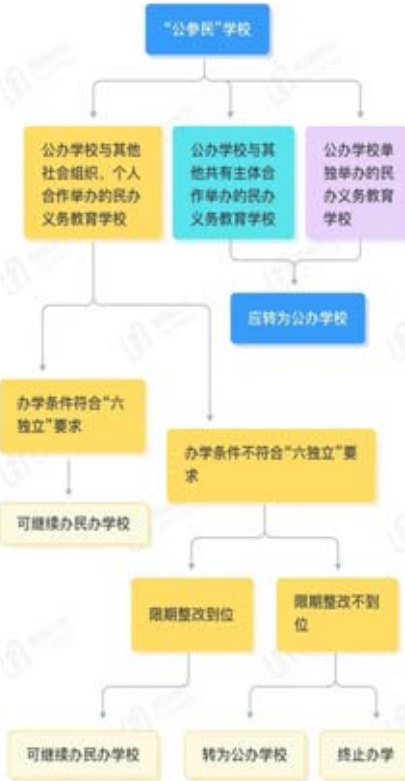 “公参民”学校
公办学校与其他
社会组织、个人
合作举办的民办
义务教育学校
公办学校与其
他共有主体合
作举办的民办
义务教育学校
公办学校单
独举办的民
办义务教育
学校
应转为公办学校
办学条件符合“六
独立”要求
办学条件不符合“六独立”要
求
可继续办民办学校
限期整改到位
限期整改不到
位
可继续办民办学校
转为公办学校
终止办学